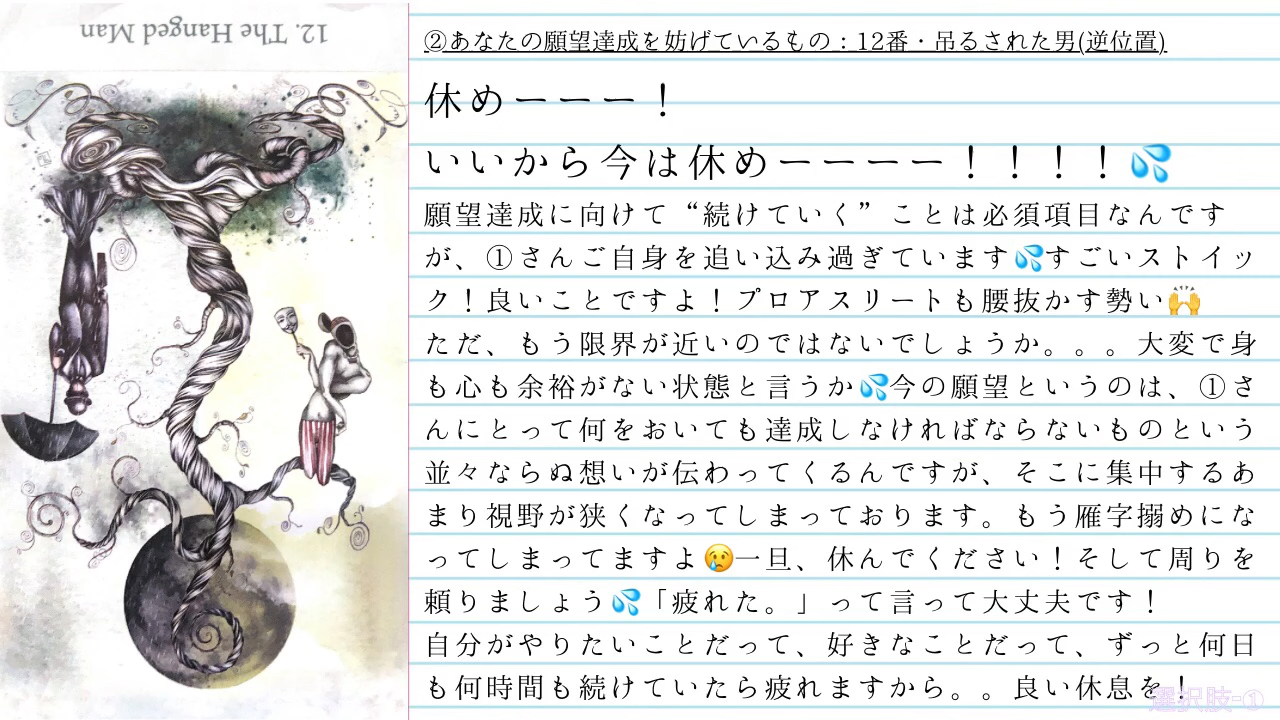 12. The Hanged Man
②あなたの願望達成を妨げているもの：12番・吊るされた男(逆位置)
休めーーー！
いいから今は休めーーーー！！！！💦
願望達成に向けて“続けていく”ことは必須項目なんです
が、①さんご自身を追い込み過ぎています💦すごいストイッ
ク！良いことですよ！プロアスリートも腰抜かす勢い🙌
ただ、もう限界が近いのではないでしょうか。。。大変で身
も心も余裕がない状態と言うか💦今の願望というのは、①さ
んにとって何をおいても達成しなければならないものという
並々ならぬ想いが伝わってくるんですが、そこに集中するあ
まり視野が狭くなってしまっております。もう雁字搦めにな
ってしまってますよ😢一旦、休んでください！そして周りを
頼りましょう💦「疲れた。」って言って大丈夫です！
自分がやりたいことだって、好きなことだって、ずっと何日
も何時間も続けていたら疲れますから。。良い休息を！
選択肢-①